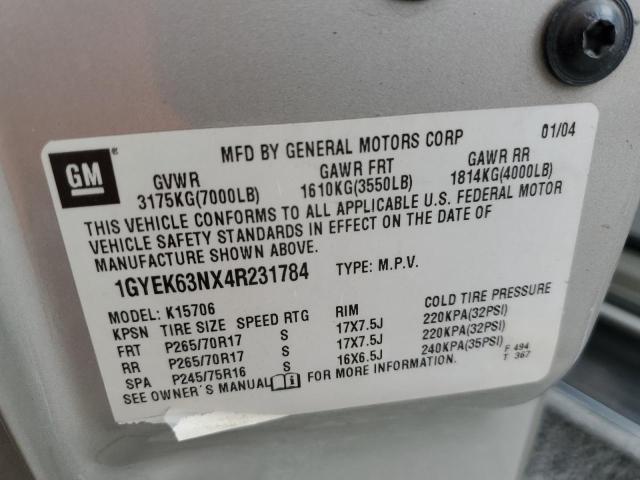 MFD BY GENERAL MOTORS CORP 01/04
GM®
GVWR GAWR FRT GAWR RR
3175KG(7000LB) 1610KG(3550LB) 1814KG(4000LB)
THIS VEHICLE CONFORMS TO ALL APPLICABLE U.S. FEDERAL MOTOR
VEHICLE SAFETY STANDARDS IN EFFECT ON THE DATE OF
MANUFACTURE SHOWN ABOVE.
1GYEK63NX4R231784 TYPE: M.P.V.
MODEL: K15706
KPSN TIRE SIZE SPEED RTG RIM COLD TIRE PRESSURE
FRT P265/70R17 S 17X7.5J 220KPA(32PSI)
RR P265/70R17 S 17X7.5J 220KPA(32PSI)
SPA P245/75R16 S 16X6.5J 240KPA(35PSI)
SEE OWNER'S MANUAL FOR MORE INFORMATION.
F 494
T 367